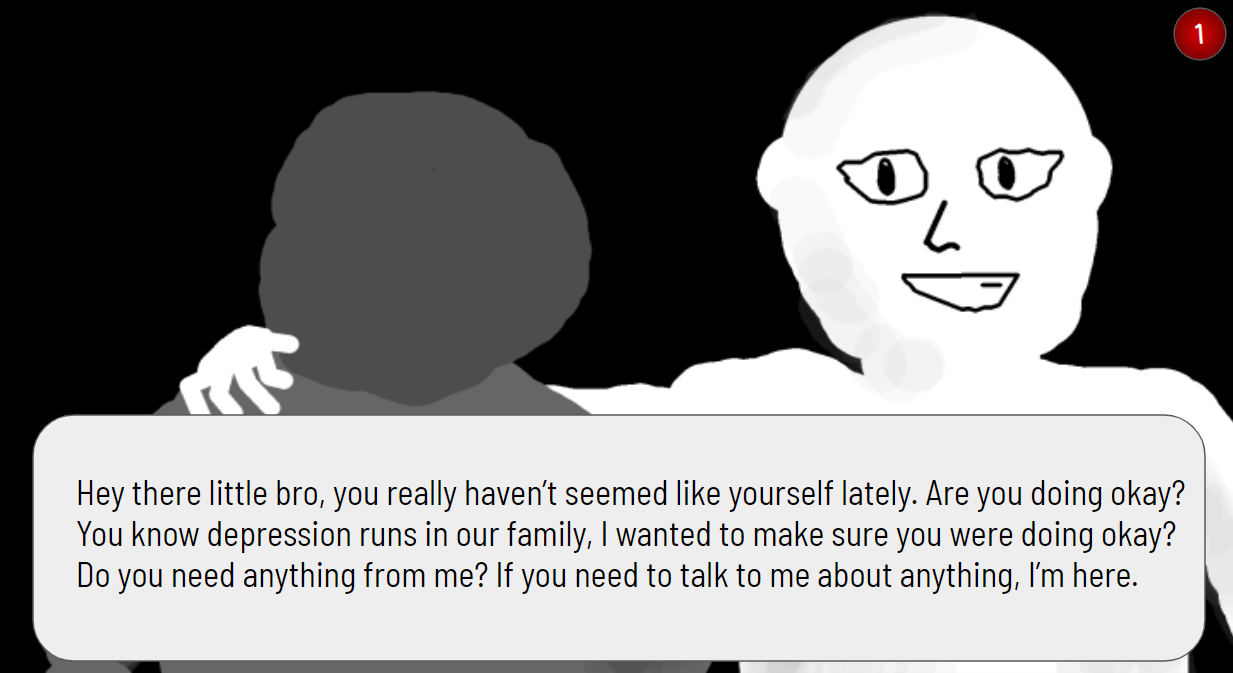 1
Hey there little bro, you really haven’t seemed like yourself lately. Are you doing okay?
You know depression runs in our family, I wanted to make sure you were doing okay?
Do you need anything from me? If you need to talk to me about anything, I’m here.